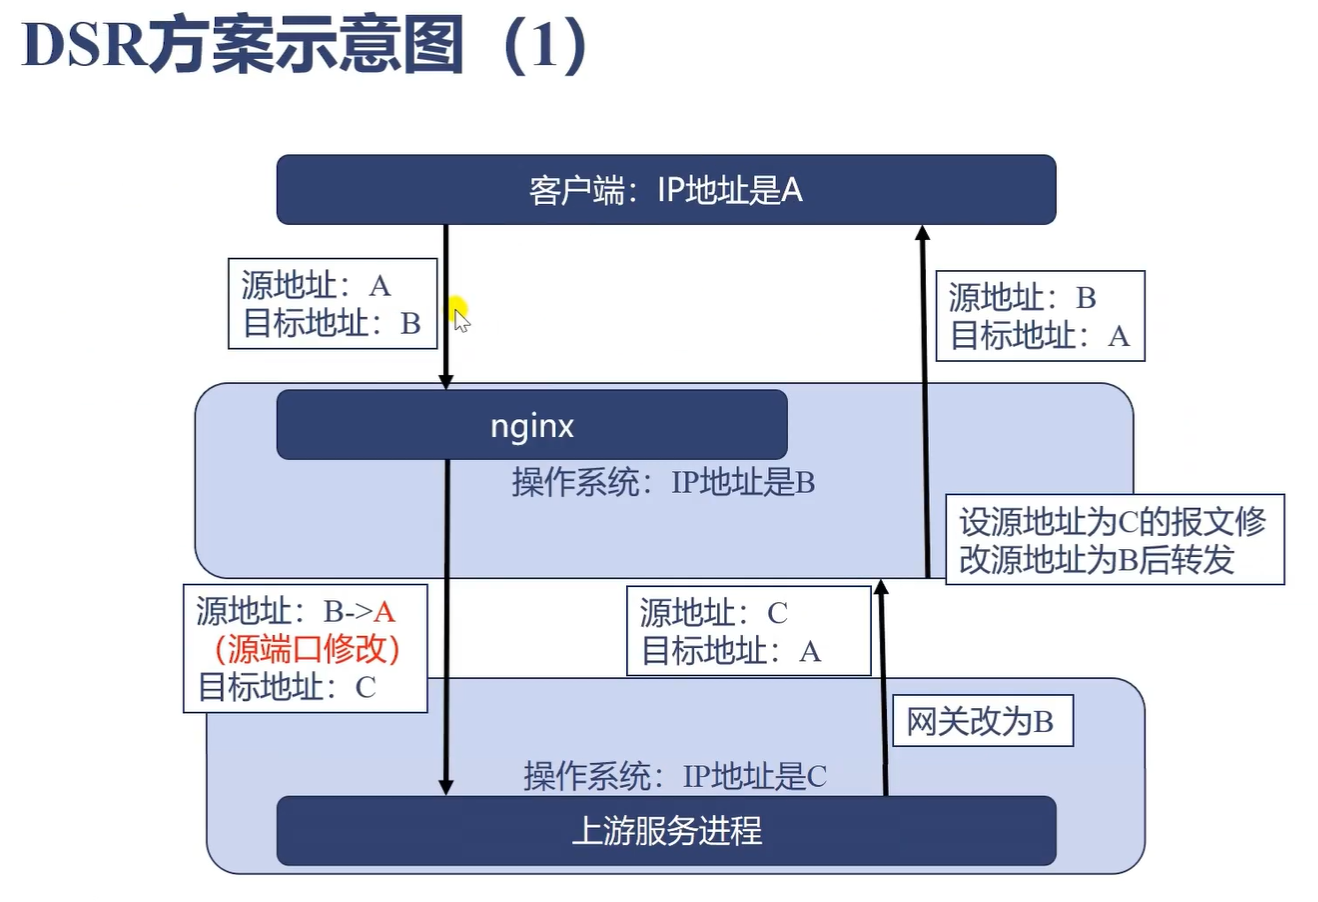 DSR方案示意图（1）
客户端：IP地址是A
源地址：A
目标地址：B
源地址：B
目标地址：A
nginx
操作系统：IP地址是B
设源地址为C的报文修
改源地址为B后转发
源地址：B->A
（源端口修改）
目标地址：C
源地址：C
目标地址：A
网关改为B
操作系统：IP地址是C
上游服务进程